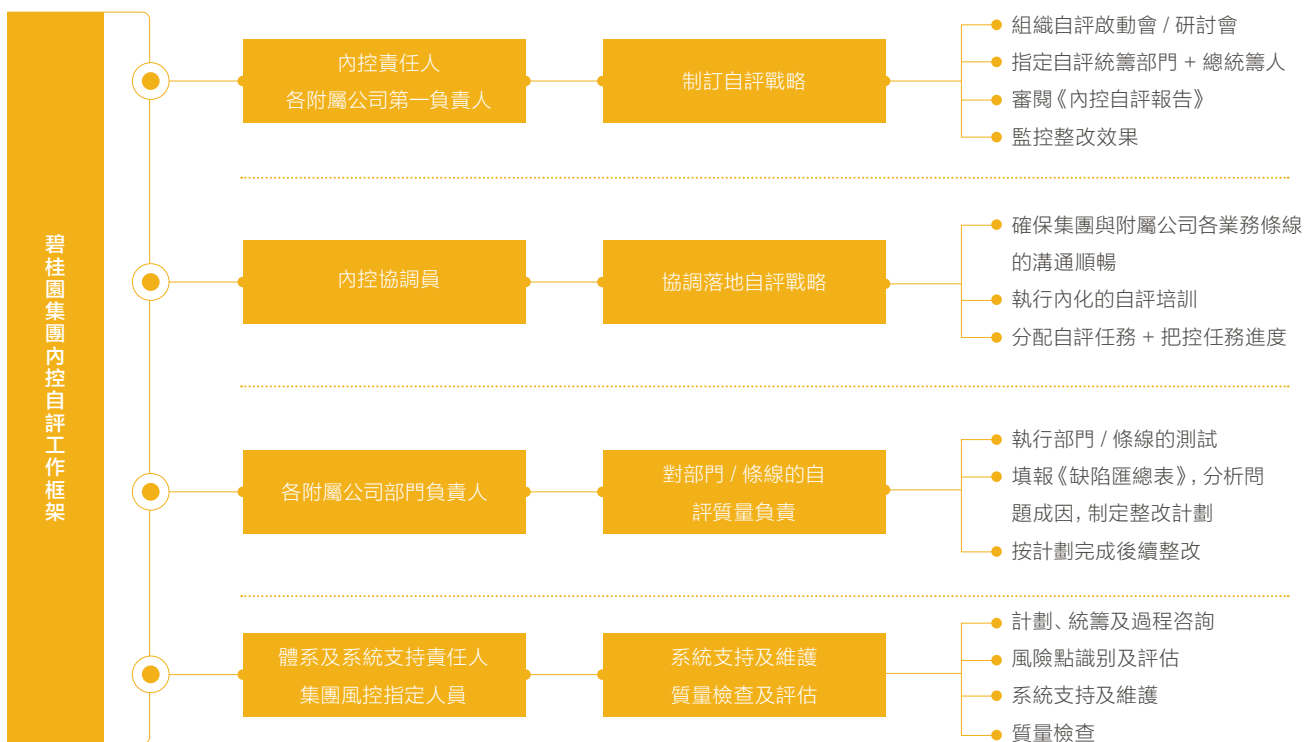 碧桂園集團內控自評工作框架
內控責任人
各附屬公司第一負責人
制訂自評戰略
組織自評啟動會 / 研討會
指定自評統籌部門 + 總統籌人
審閱《內控自評報告》
監控整改效果
內控協調員
協調落地自評戰略
確保集團與附屬公司各業務條線
的溝通順暢
執行內化的自評培訓
分配自評任務 + 把控任務進度
各附屬公司部門負責人
對部門 / 條線的自
評質量負責
執行部門 / 條線的測試
填報《缺陷匯總表》, 分析問
題成因, 制定整改計劃
按計劃完成後續整改
體系及系統支持責任人
集團風控指定人員
系統支持及維護
質量檢查及評估
計劃、統籌及過程咨詢
風險點識別及評估
系統支持及維護
質量檢查